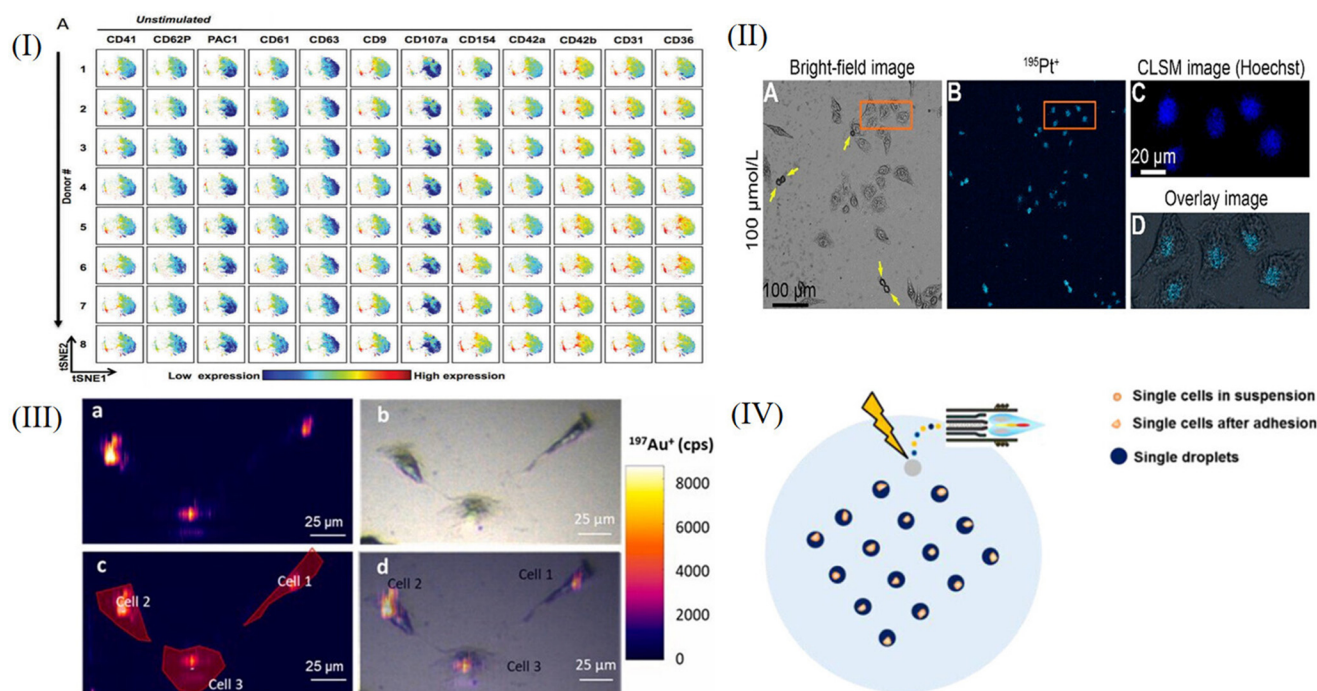 (I)
A
Unstimulated
CD41 CD62P PAC1 CD61 CD63 CD9 CD107a CD154 CD42a CD42b CD31 CD36
Donor #
1
2
3
4
5
6
7
8
tSNE2
tSNE1
Low expression High expression
(II)
Bright-field image
¹⁹⁵Pt⁺
CLSM image (Hoechst)
A
B
C
20 µm
100 µmol/L
Overlay image
D
100 µm
(III)
a
b
25 µm
25 µm
c
d
Cell 1
Cell 2
Cell 3
25 µm
Cell 1
Cell 2
Cell 3
25 µm
¹⁹⁷Au⁺ (cps)
8000
6000
4000
2000
0
(IV)
Single cells in suspension
Single cells after adhesion
Single droplets